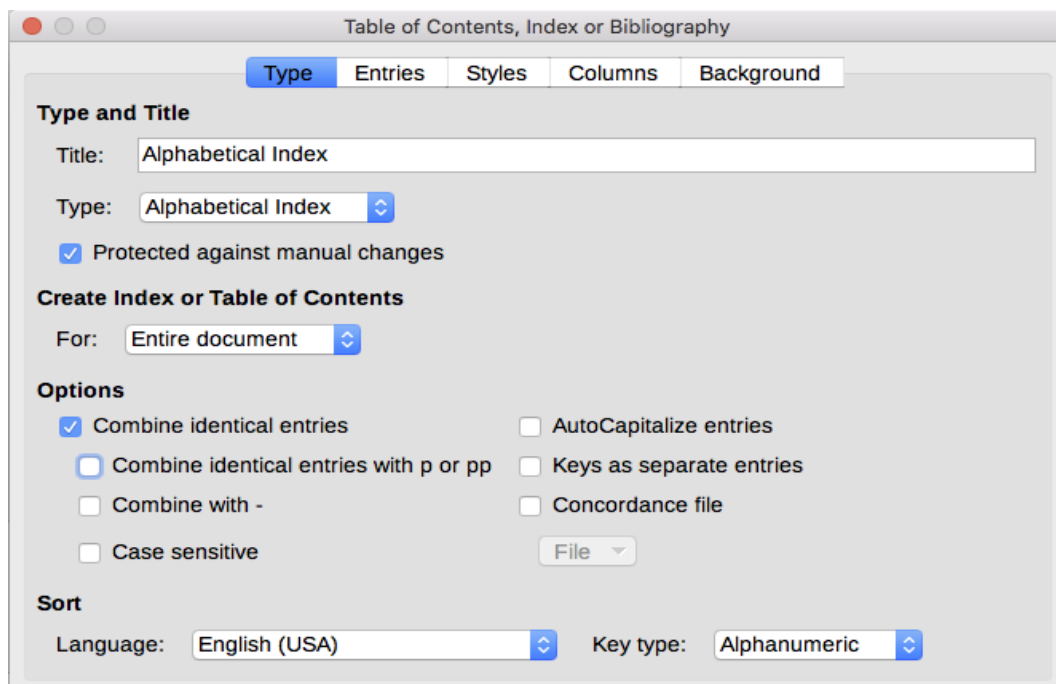 Table of Contents, Index or Bibliography
Type Entries Styles Columns Background
Type and Title
Title: Alphabetical Index
Type: Alphabetical Index
Protected against manual changes
Create Index or Table of Contents
For: Entire document
Options
Combine identical entries AutoCapitalize entries
Combine identical entries with p or pp Keys as separate entries
Combine with - Concordance file
Case sensitive File
Sort
Language: English (USA) Key type: Alphanumeric